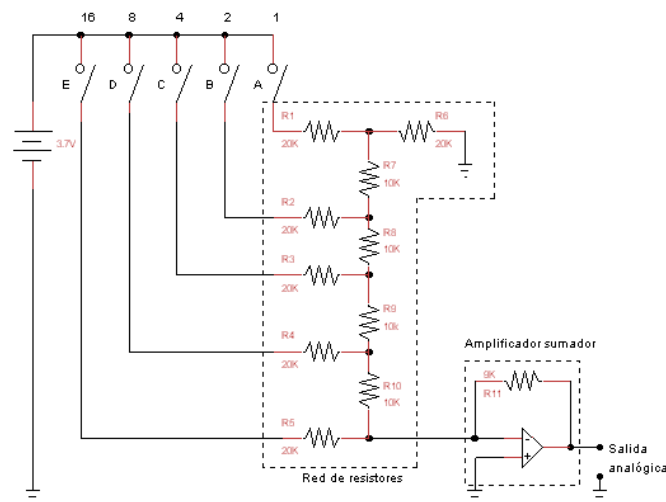 16 8 4 2 1
E D C B A
3.7V
R1
20K
R6
20K
R7
10K
R2
20K
R8
10K
R3
20K
R9
10k
R4
20K
R10
10K
R5
20K
Red de resistores
Amplificador sumador
9K
R11
Salida
analógica